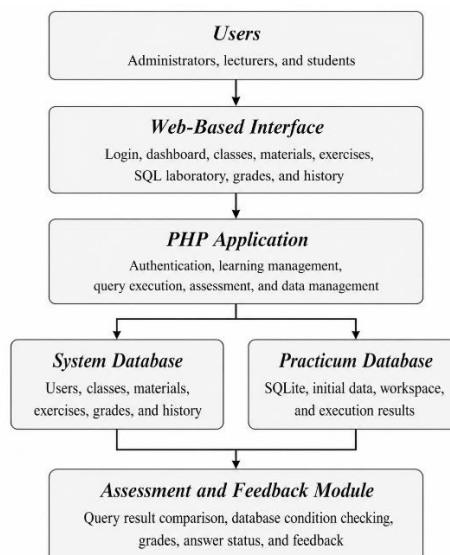 Users
Administrators, lecturers, and students
Web-Based Interface
Login, dashboard, classes, materials, exercises,
SQL laboratory, grades, and history
PHP Application
Authentication, learning management,
query execution, assessment, and data management
System Database
Users, classes, materials,
exercises, grades, and history
Practicum Database
SQLite, initial data, workspace,
and execution results
Assessment and Feedback Module
Query result comparison, database condition checking,
grades, answer status, and feedback